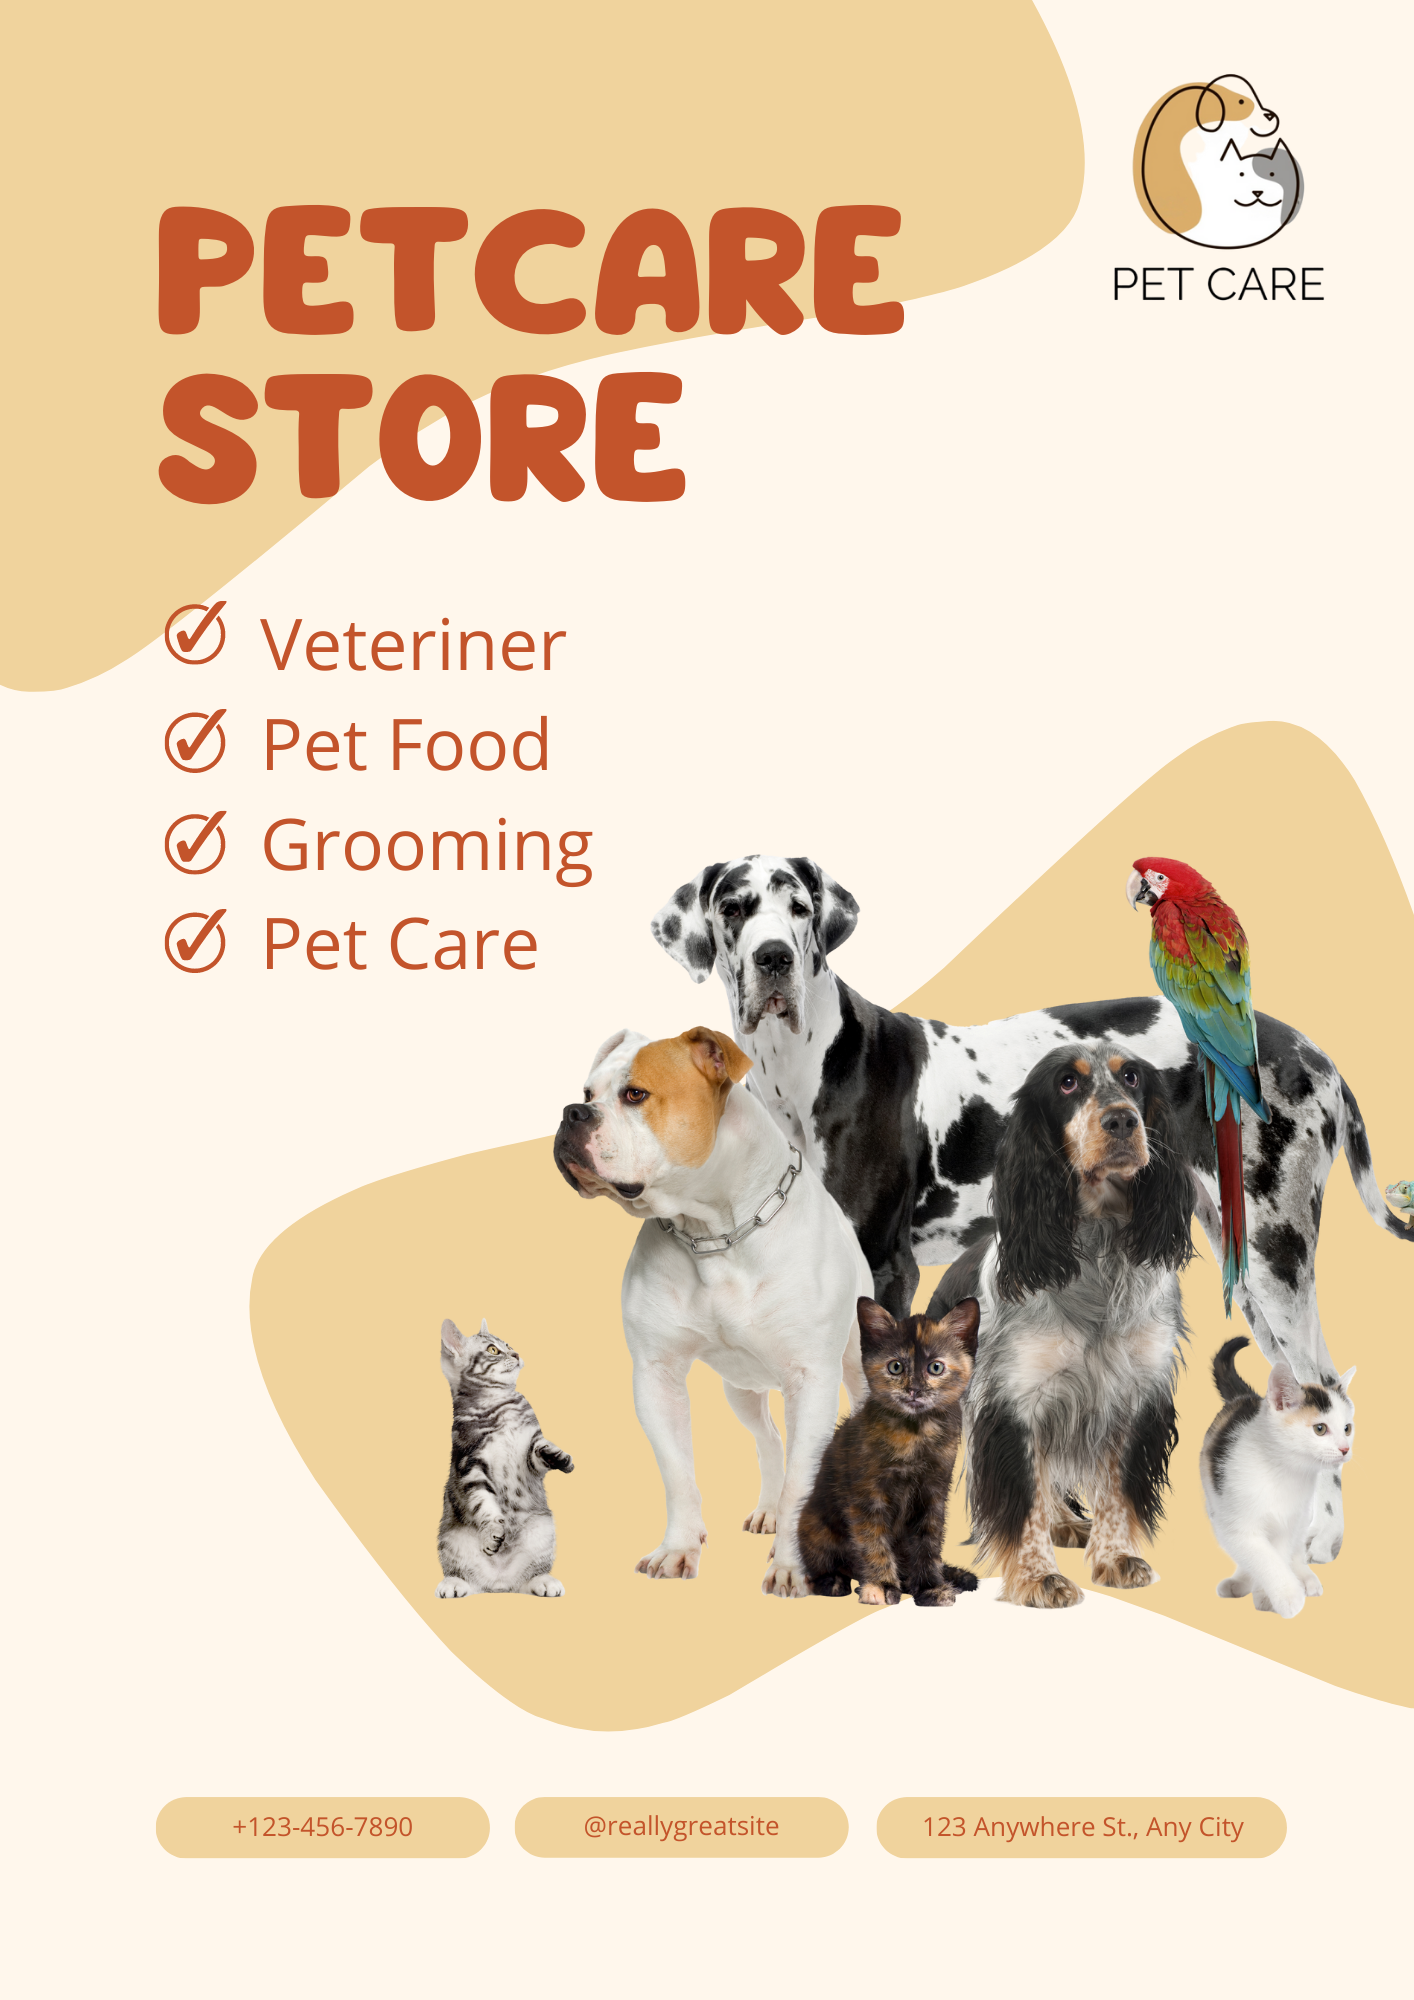 PET CARE
PETCARE
STORE
Veteriner
Pet Food
Grooming
Pet Care
+123-456-7890
@reallygreatsite
123 Anywhere St., Any City